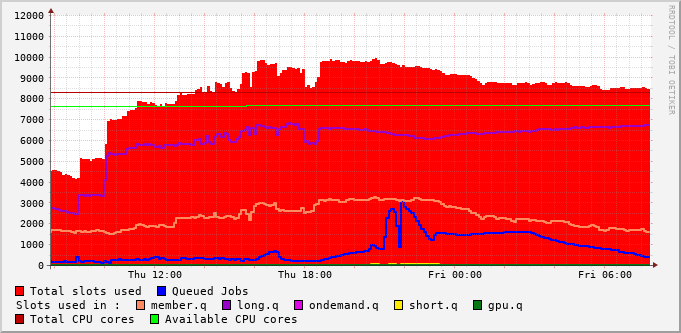 12000
11000
10000
9000
8000
7000
6000
5000
4000
3000
2000
1000
0
Thu 12:00 Thu 18:00 Fri 00:00 Fri 06:00
Total slots used Queued Jobs
Slots used in : member.q long.q ondemand.q short.q gpu.q
Total CPU cores Available CPU cores
RRDTOOL / TOBI OETIKER